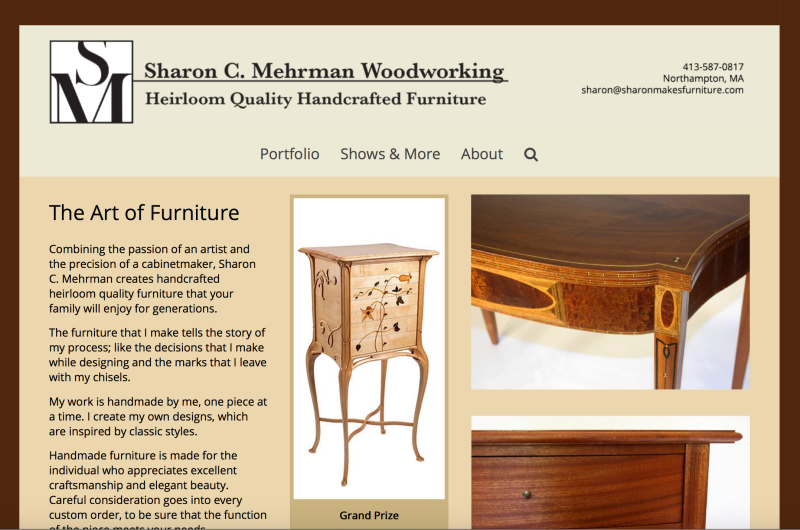 SM
Sharon C. Mehrman Woodworking
Heirloom Quality Handcrafted Furniture
413-587-0817
Northampton, MA
sharon@sharonmakesfurniture.com
Portfolio Shows & More About
The Art of Furniture
Combining the passion of an artist and
the precision of a cabinetmaker, Sharon
C. Mehrman creates handcrafted
heirloom quality furniture that your
family will enjoy for generations.
The furniture that I make tells the story of
my process; like the decisions that I make
while designing and the marks that I leave
with my chisels.
My work is handmade by me, one piece at
a time. I create my own designs, which
are inspired by classic styles.
Handmade furniture is made for the
individual who appreciates excellent
craftsmanship and elegant beauty.
Careful consideration goes into every
custom order, to be sure that the function
of the piece meets your needs
Grand Prize